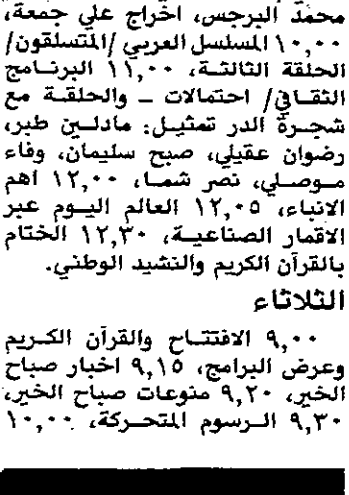 محمد البرجس، اخراج علي جمعة،
١٠,٠٠ المسلسل العربي /المتسلقون/
الحلقة الثالثة، ١١,٠٠ البرنامج
الثقافي/ احتمالات ـ والحلقة مع
شجرة الدر تمثيل: مادلين طبر،
رضوان عقيلي، صبح سليمان، وفاء
موصلي، نصر شما، ١٢,٠٠ اهم
الانباء، ١٢,٠٥ العالم اليوم عبر
الاقمار الصناعية، ١٢,٣٠ الختام
بالقرآن الكريم والنشيد الوطني.
الثلاثاء
٩,٠٠ الافتتاح والقرآن الكريم
وعرض البرامج، ٩,١٥ اخبار صباح
الخير، ٩,٢٠ منوعات صباح الخير،
٩,٣٠ الرسوم المتحركة، ١٠,٠٠